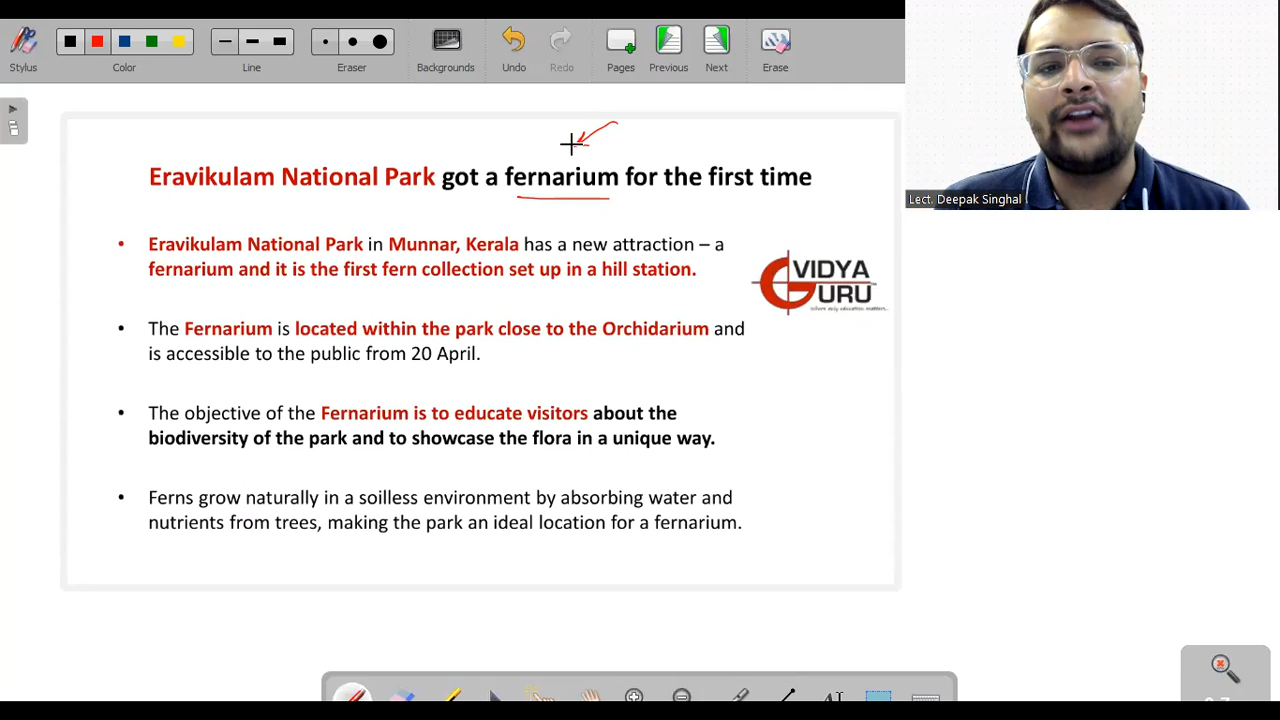 Stylus
Color
Line
Eraser
Backgrounds
Undo
Redo
Pages
Previous
Next
Erase
Lect. Deepak Singhal
Eravikulam National Park got a fernarium for the first time
• Eravikulam National Park in Munnar, Kerala has a new attraction – a
fernarium and it is the first fern collection set up in a hill station.
VIDYA
GURU
where only education matters..
• The Fernarium is located within the park close to the Orchidarium and
is accessible to the public from 20 April.
• The objective of the Fernarium is to educate visitors about the
biodiversity of the park and to showcase the flora in a unique way.
• Ferns grow naturally in a soilless environment by absorbing water and
nutrients from trees, making the park an ideal location for a fernarium.